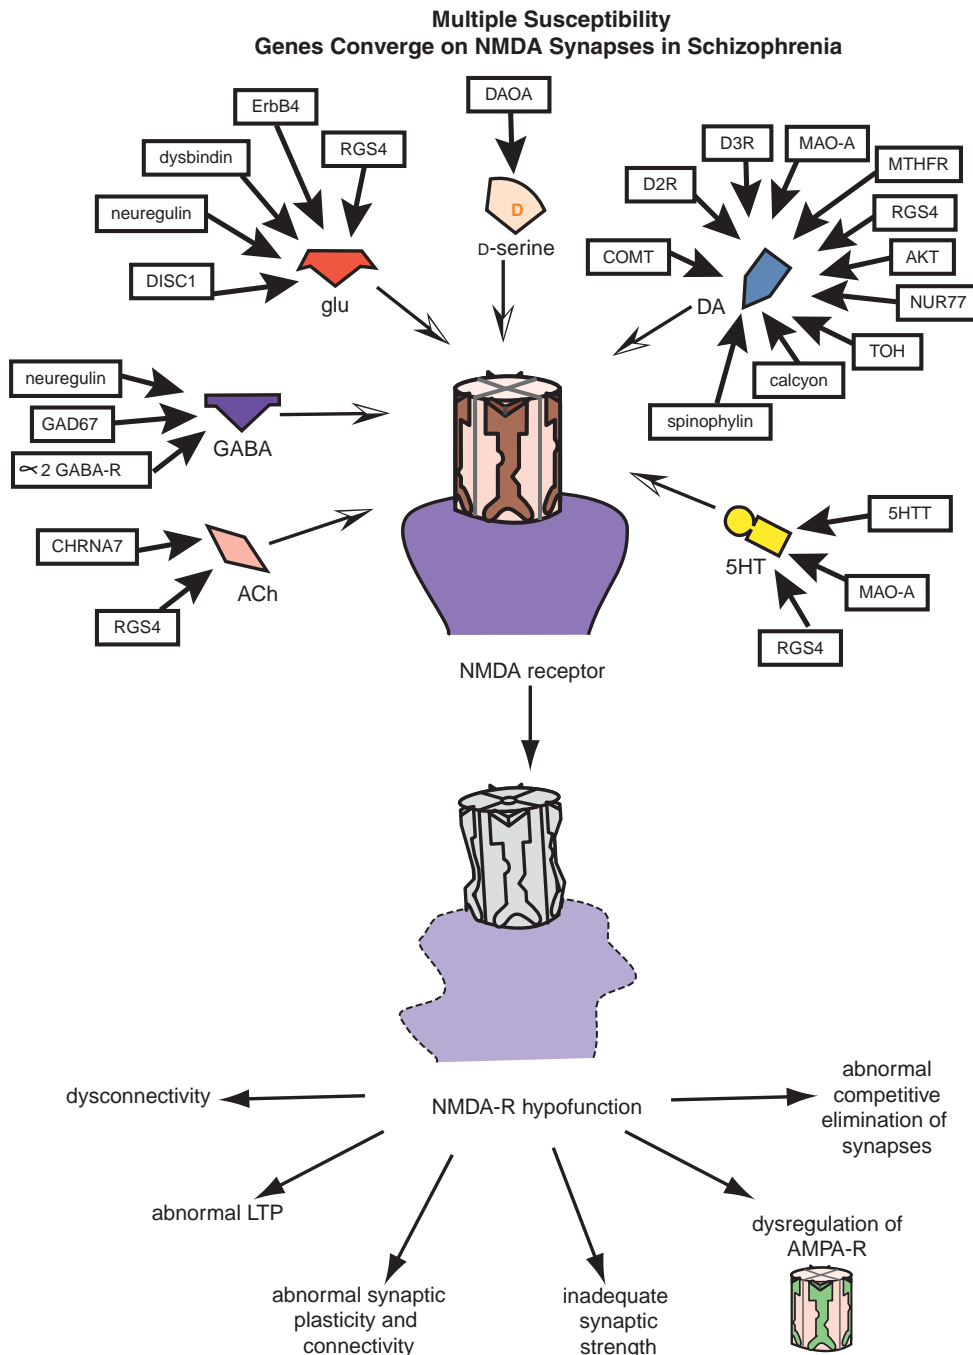 Multiple Susceptibility
Genes Converge on NMDA Synapses in Schizophrenia
ErbB4
dysbindin
RGS4
neuregulin
DISC1
glu
DAOA
D
D-serine
D3R
MAO-A
D2R
MTHFR
RGS4
COMT
AKT
NUR77
DA
TOH
calcyon
spinophylin
neuregulin
GAD67
∝2 GABA-R
GABA
CHRNA7
RGS4
ACh
5HTT
5HT
MAO-A
RGS4
NMDA receptor
NMDA-R hypofunction
dysconnectivity
abnormal
competitive
elimination of
synapses
abnormal LTP
dysregulation of
AMPA-R
abnormal synaptic
plasticity and
connectivity
inadequate
synaptic
strength